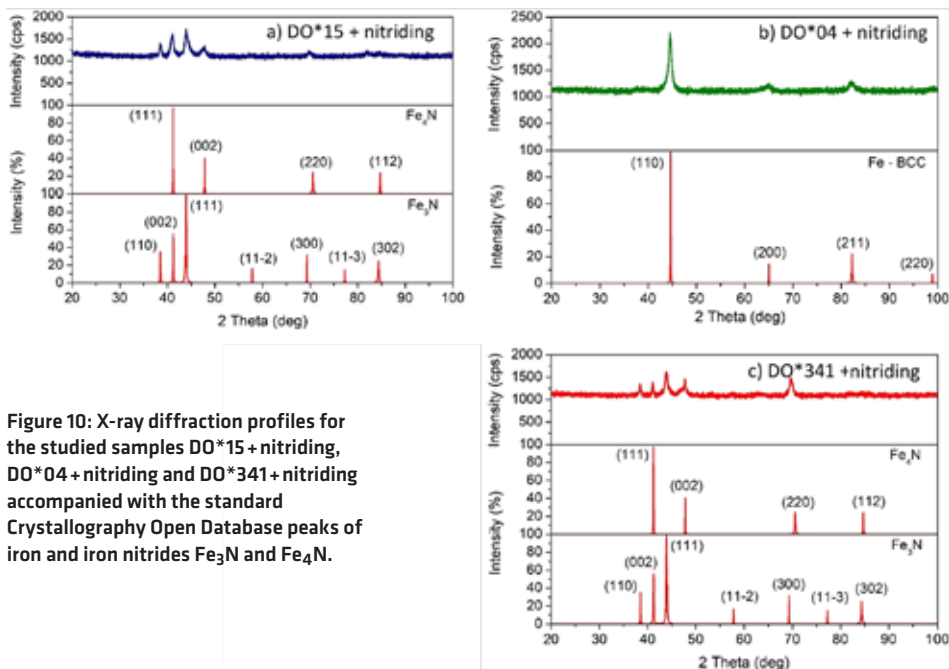 a) DO*15 + nitriding
Intensity (cps)
2000
1500
1000
500
100
Fe₄N
(111)
(002)
(220)
(112)
Intensity (%)
80
60
40
20
100
Fe₃N
(110)
(002)
(111)
(11-2)
(300)
(11-3)
(302)
80
60
40
20
0
20 30 40 50 60 70 80 90 100
2 Theta (deg)
b) DO*04 + nitriding
Intensity (cps)
2500
2000
1500
1000
500
100
Fe - BCC
(110)
(200)
(211)
(220)
Intensity (%)
80
60
40
20
0
20 30 40 50 60 70 80 90 100
2 Theta (deg)
Figure 10: X-ray diffraction profiles for
the studied samples DO*15+nitriding,
DO*04+nitriding and DO*341+nitriding
accompanied with the standard
Crystallography Open Database peaks of
iron and iron nitrides Fe₃N and Fe₄N.
c) DO*341 +nitriding
Intensity (cps)
2000
1500
1000
500
100
Fe₄N
(111)
(002)
(220)
(112)
Intensity (%)
80
60
40
20
100
Fe₃N
(110)
(002)
(111)
(11-2)
(300)
(11-3)
(302)
80
60
40
20
0
20 30 40 50 60 70 80 90 100
2 Theta (deg)